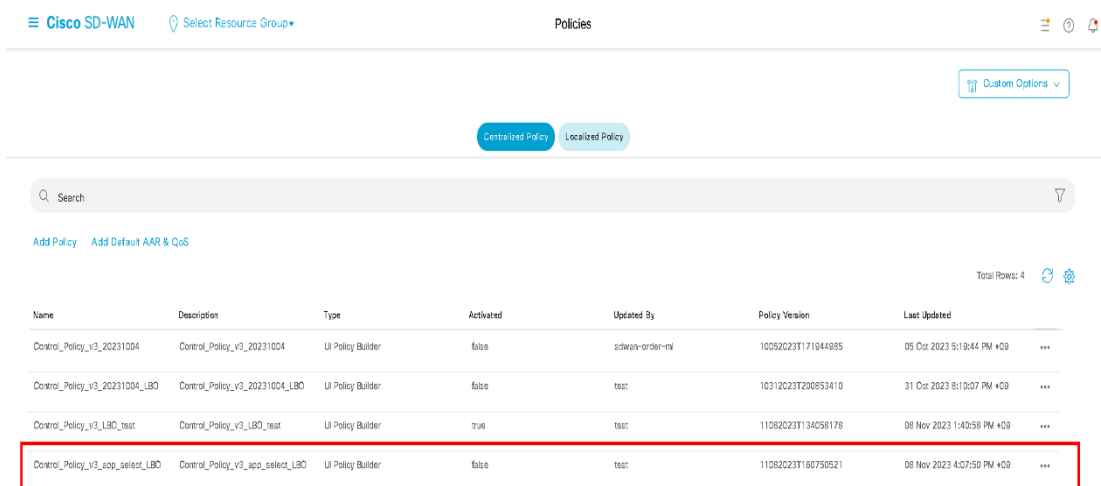 ≡ Cisco SD-WAN Select Resource Group▾ Policies
Custom Options
Centralized Policy Localized Policy
Search
Add Policy Add Default AAR & QoS
Total Rows: 4
Name Description Type Activated Updated By Policy Version Last Updated
Control_Policy_v3_20231004 Control_Policy_v3_20231004 UI Policy Builder false sdwan-order-ml 10052023T171944985 05 Oct 2023 5:19:44 PM +09 ...
Control_Policy_v3_20231004_LBO Control_Policy_v3_20231004_LBO UI Policy Builder false test 10312023T200853410 31 Oct 2023 8:10:07 PM +09 ...
Control_Policy_v3_LBO_test Control_Policy_v3_LBO_test UI Policy Builder true test 11082023T134058178 08 Nov 2023 1:40:58 PM +09 ...
Control_Policy_v3_app_select_LBO Control_Policy_v3_app_select_LBO UI Policy Builder false test 11082023T160750521 08 Nov 2023 4:07:50 PM +09 ...